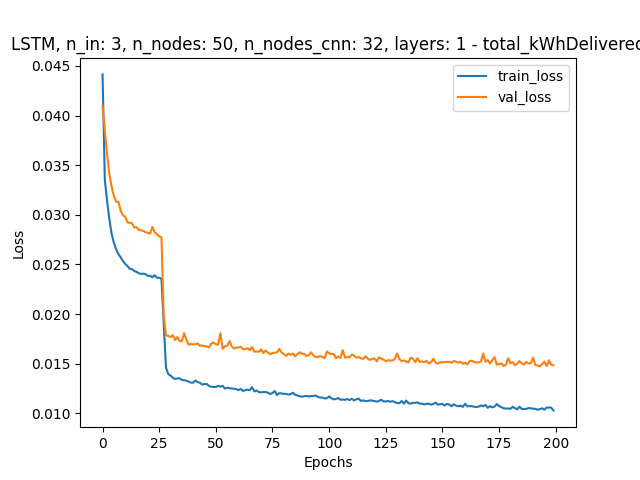 LSTM, n_in: 3, n_nodes: 50, n_nodes_cnn: 32, layers: 1 - total_kWhDelivered
train_loss
val_loss
0.045
0.040
0.035
0.030
0.025
0.020
0.015
0.010
Loss
0 25 50 75 100 125 150 175 200
Epochs